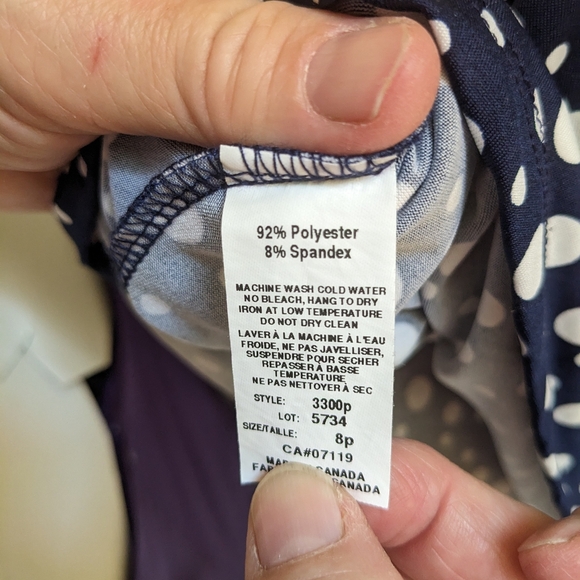 92% Polyester
8% Spandex
MACHINE WASH COLD WATER
NO BLEACH, HANG TO DRY
IRON AT LOW TEMPERATURE
DO NOT DRY CLEAN
LAVER À LA MACHINE À L'EAU
FROIDE, NE PAS JAVELLISER,
SUSPENDRE POUR SECHER
REPASSER À BASSE
TEMPERATURE
NE PAS NETTOYER À SEC
STYLE: 3300p
LOT: 5734
SIZE/TAILLE: 8p
CA#07119
CANADA
CANADA